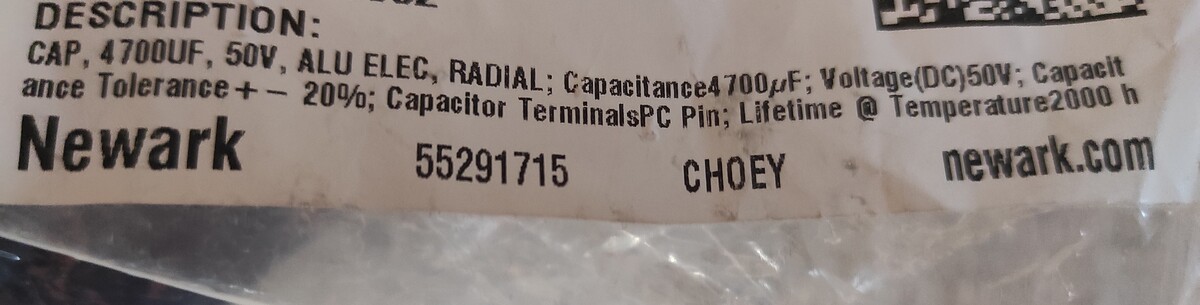 DESCRIPTION:
CAP, 4700UF, 50V, ALU ELEC, RADIAL; Capacitance4700µF; Voltage(DC)50V; Capacit
ance Tolerance+- 20%; Capacitor TerminalsPC Pin; Lifetime @ Temperature2000 h
Newark 55291715 CHOEY newark.com